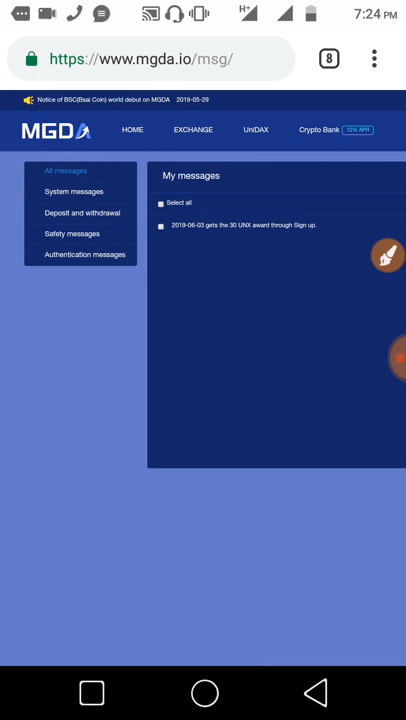 H+
7:24 PM
https://www.mgda.io/msg/
8
Notice of BSC(Bsai Coin) world debut on MGDA 2019-05-29
MGDA HOME EXCHANGE UniDAX Crypto Bank 12% APR
All messages
System messages
Deposit and withdrawal
Safety messages
Authentication messages
My messages
Select all
2019-06-03 gets the 30 UNX award through Sign up.